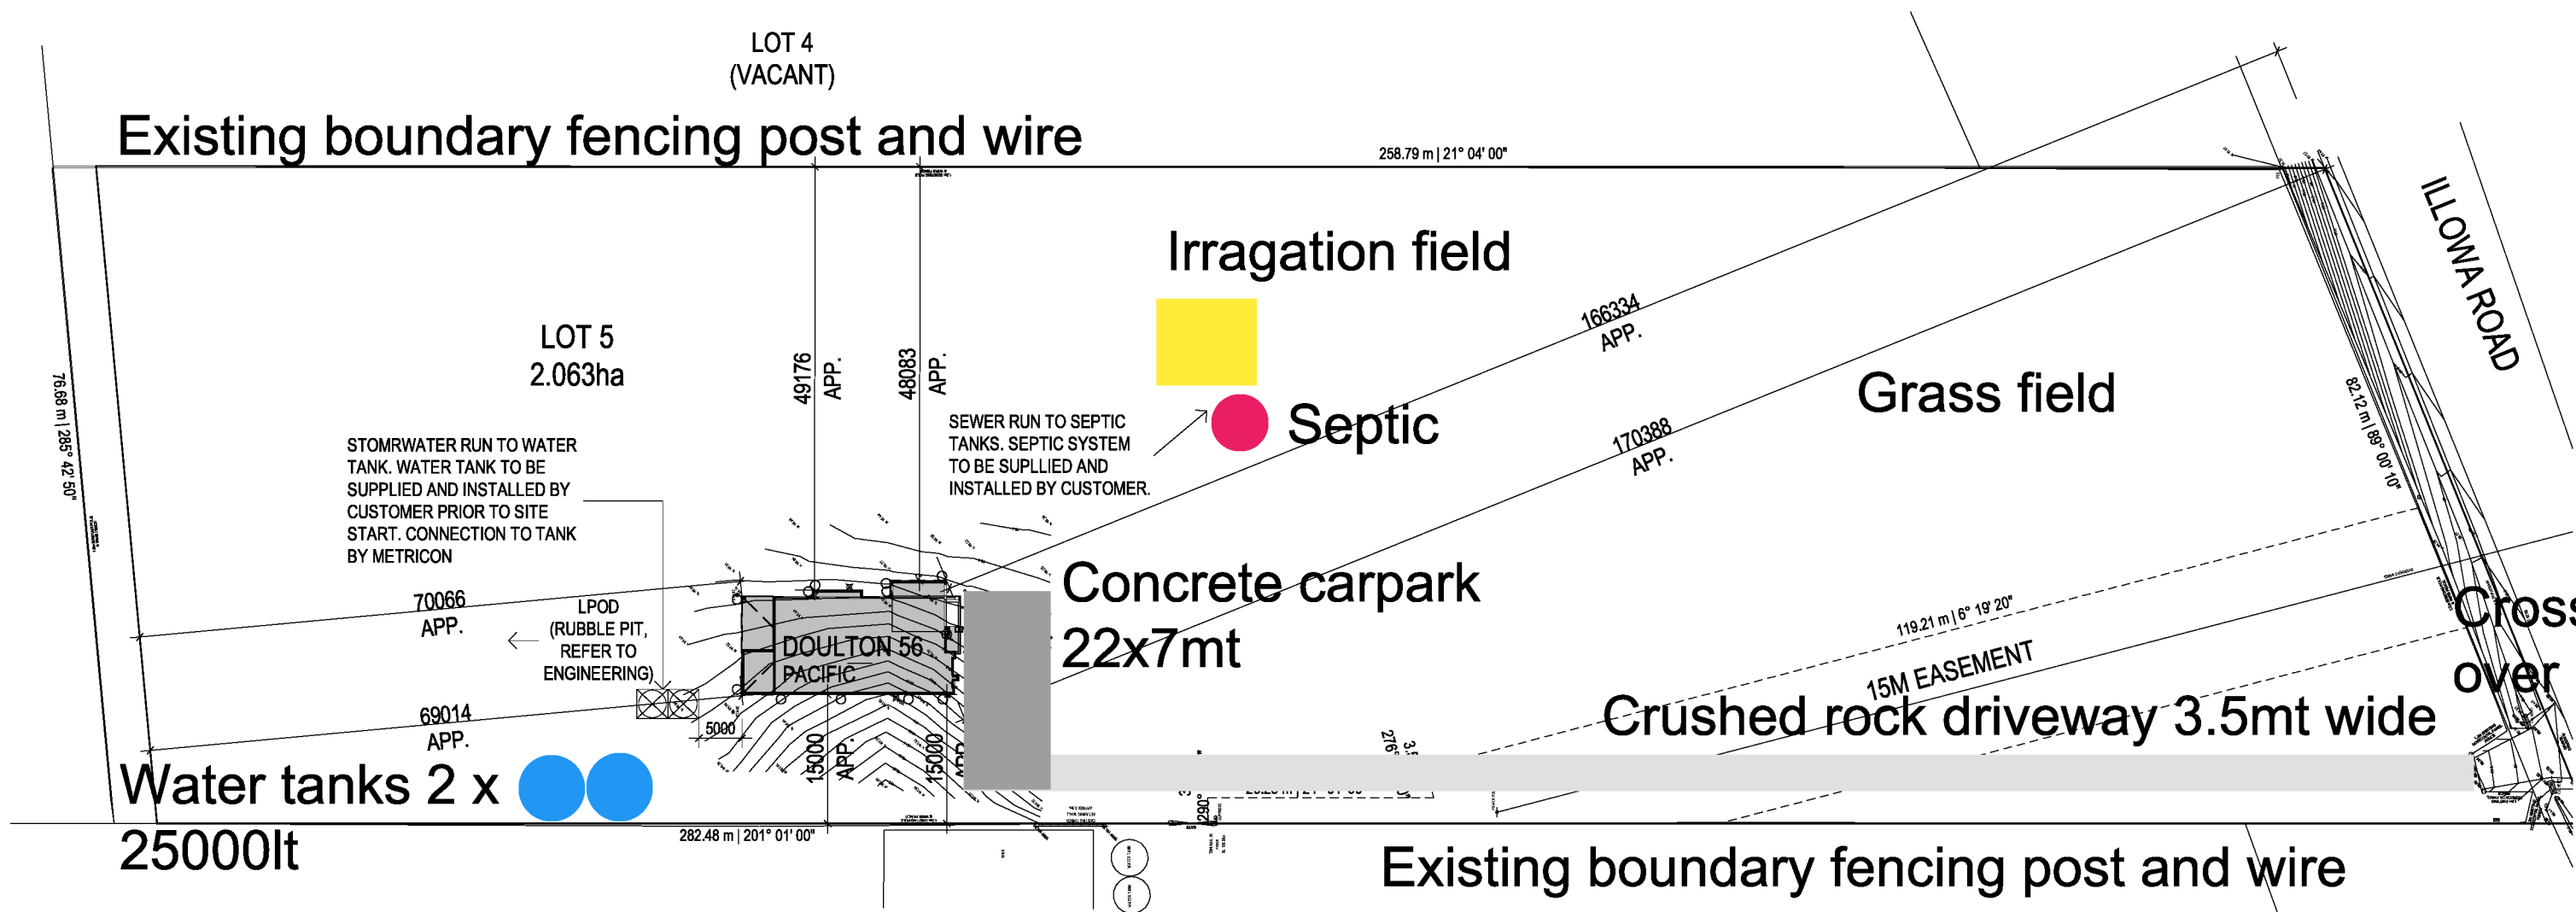 LOT 4
(VACANT)
Existing boundary fencing post and wire
258.79 m | 21° 04' 00"
ILLOWA ROAD
Irragation field
166334
APP.
LOT 5
2.063ha
49176
APP.
48083
APP.
76.68 m | 285° 42' 50"
82.12 m | 89° 00' 10"
Grass field
SEWER RUN TO SEPTIC
TANKS. SEPTIC SYSTEM
TO BE SUPLLIED AND
INSTALLED BY CUSTOMER.
Septic
170388
APP.
STOMRWATER RUN TO WATER
TANK. WATER TANK TO BE
SUPPLIED AND INSTALLED BY
CUSTOMER PRIOR TO SITE
START. CONNECTION TO TANK
BY METRICON
Concrete carpark
22x7mt
70066
APP.
LPOD
(RUBBLE PIT,
REFER TO
ENGINEERING)
DOULTON 56
PACIFIC
119.21 m | 6° 19' 20"
15M EASEMENT
Cross
over
69014
APP.
5000
15000
APP.
15000
Crushed rock driveway 3.5mt wide
Water tanks 2 x
25000lt
282.48 m | 201° 01' 00"
Existing boundary fencing post and wire